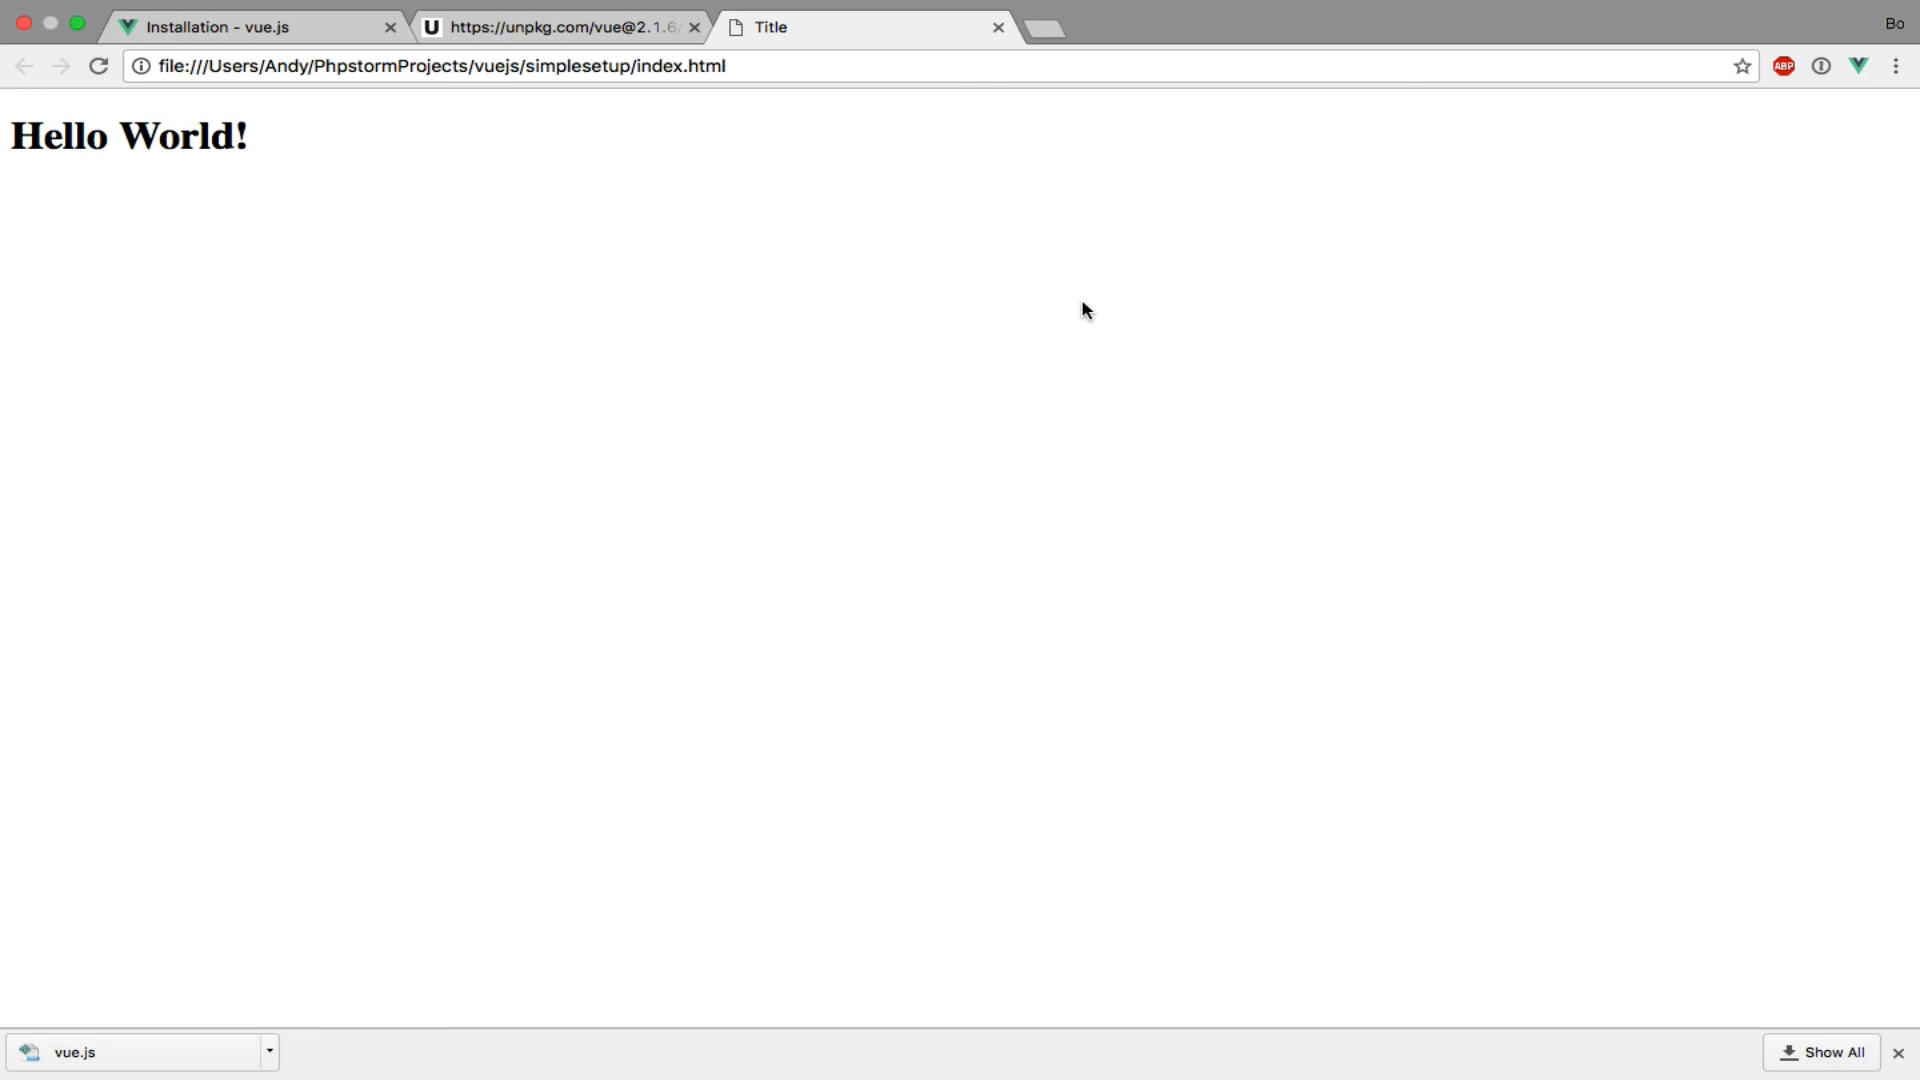 Installation - vue.js
U https://unpkg.com/vue@2.1.6/
Title
Bo
file:///Users/Andy/PhpstormProjects/vuejs/simplesetup/index.html
ABP
Hello World!
vue.js
Show All